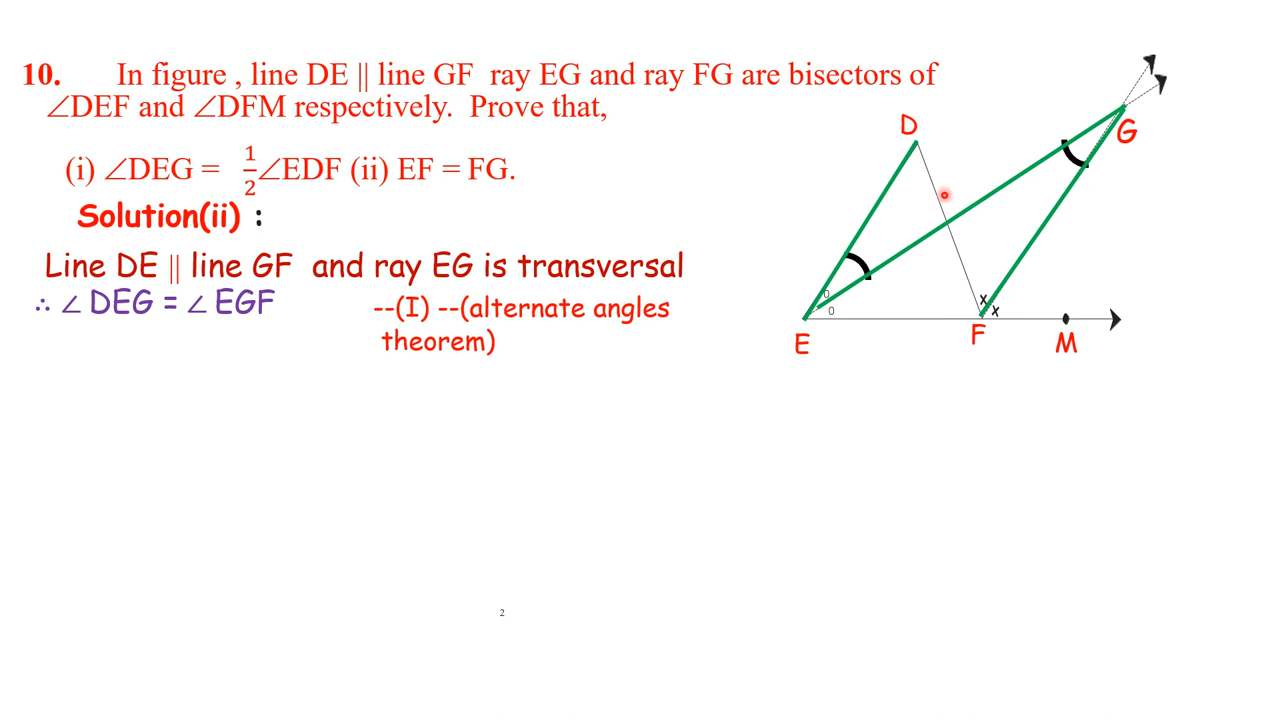 10. In figure , line DE || line GF ray EG and ray FG are bisectors of
∠DEF and ∠DFM respectively. Prove that,
(i) ∠DEG = 1/2 ∠EDF (ii) EF = FG.
Solution(ii) :
Line DE || line GF and ray EG is transversal
∴ ∠ DEG = ∠ EGF --(I) --(alternate angles
theorem)
D
G
0
0
x
x
E
F
M
2